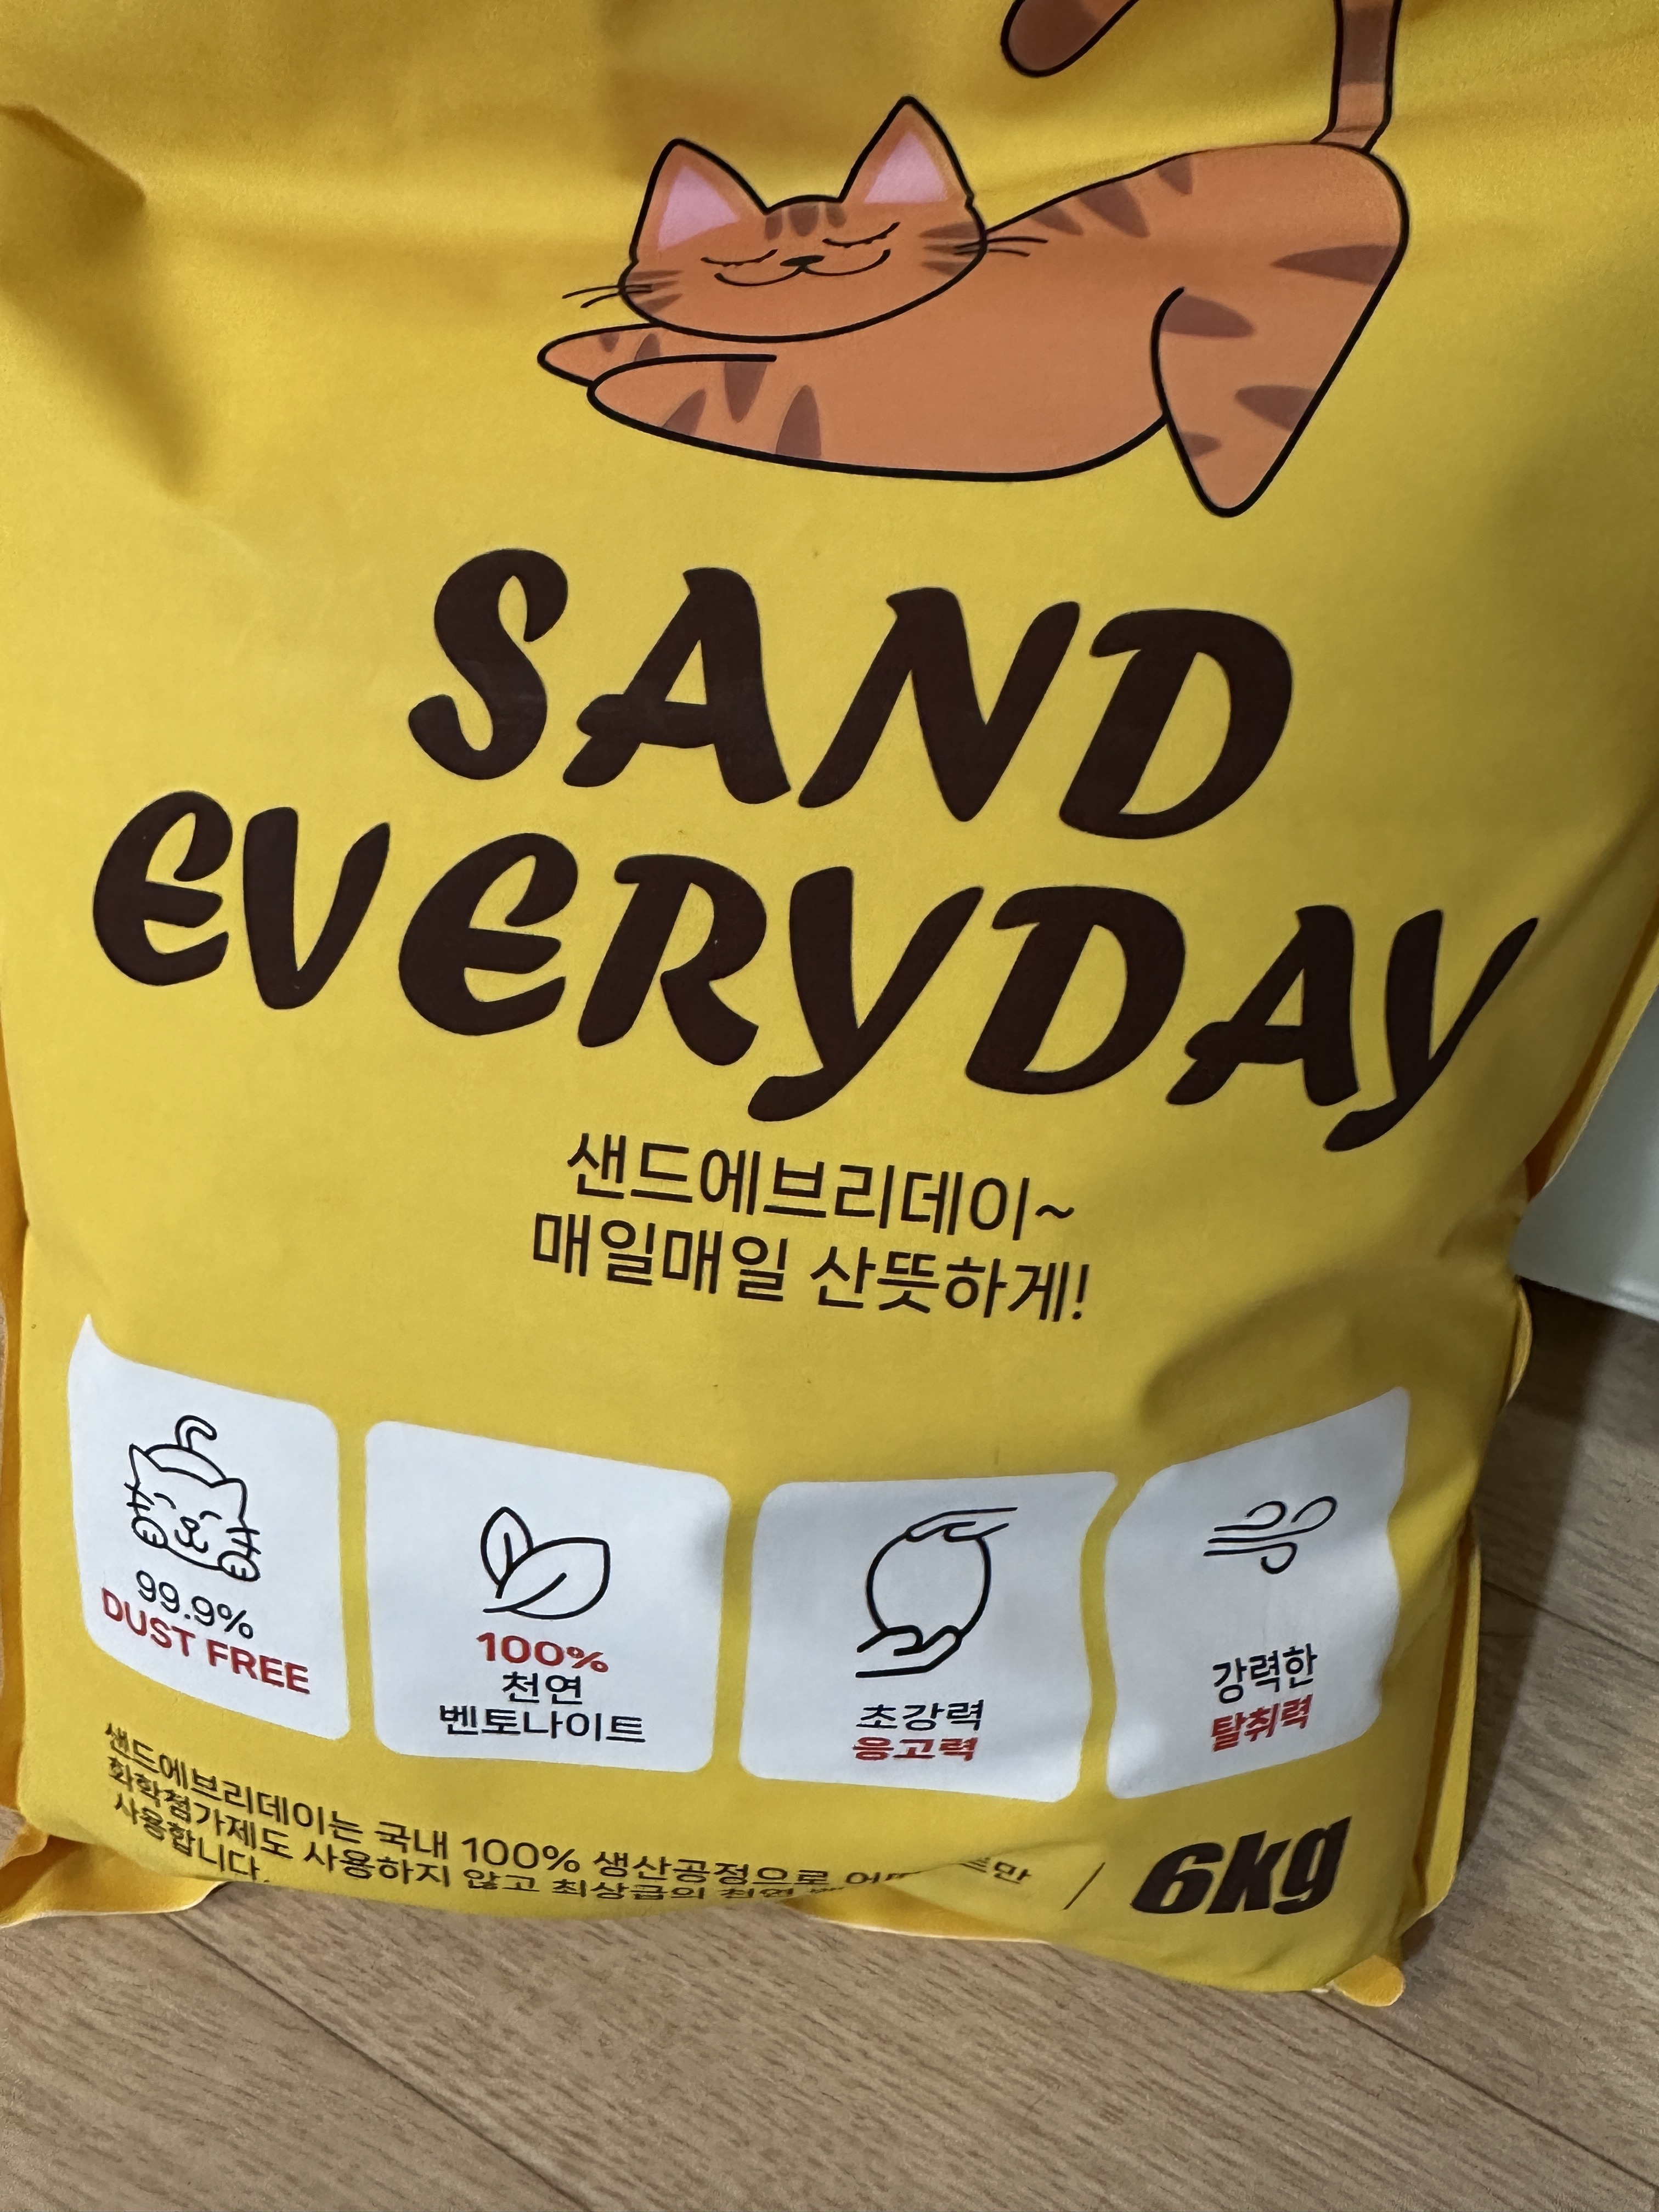 SAND
EVERYDAY
샌드에브리데이~
매일매일 산뜻하게!
99.9%
DUST FREE
100%
천연
벤토나이트
초강력
응고력
강력한
탈취력
샌드에브리데이는 국내 100% 생산공정으로
화학첨가제도 사용하지 않고 최상급의 천연
사용합니다.
6kg